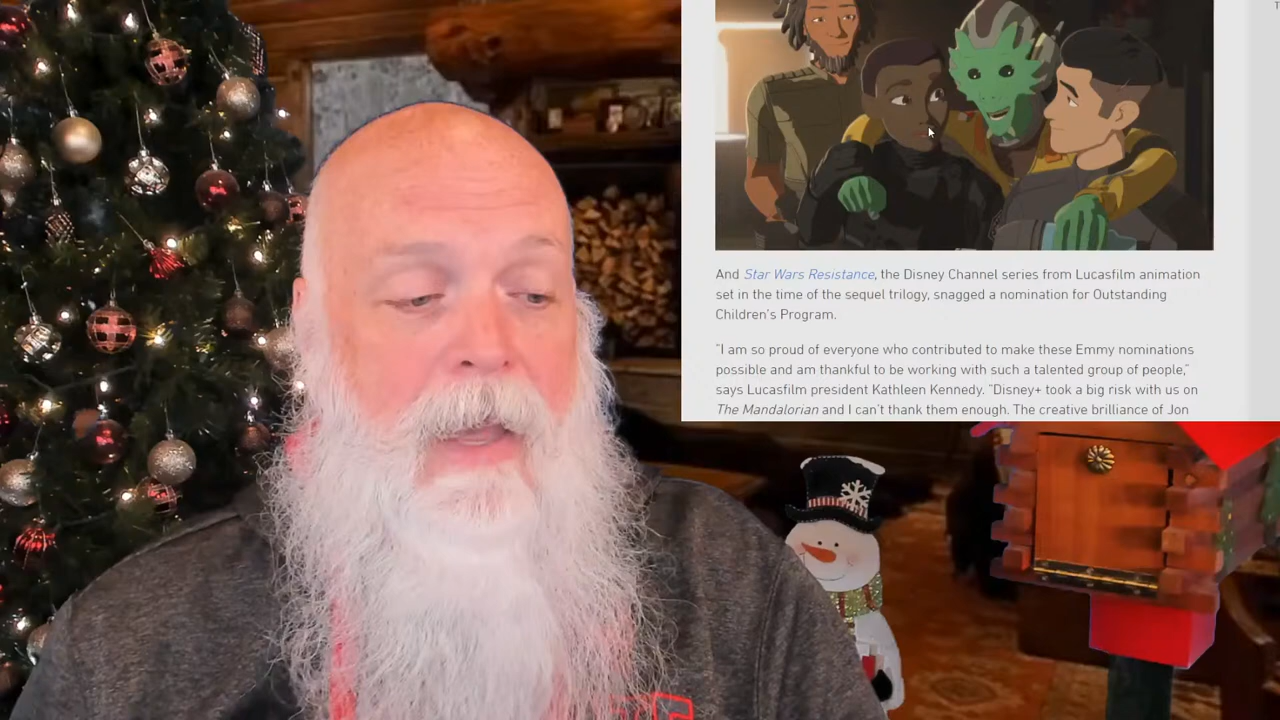 And Star Wars Resistance, the Disney Channel series from Lucasfilm animation
set in the time of the sequel trilogy, snagged a nomination for Outstanding
Children's Program.
"I am so proud of everyone who contributed to make these Emmy nominations
possible and am thankful to be working with such a talented group of people,"
says Lucasfilm president Kathleen Kennedy. "Disney+ took a big risk with us on
The Mandalorian and I can't thank them enough. The creative brilliance of Jon